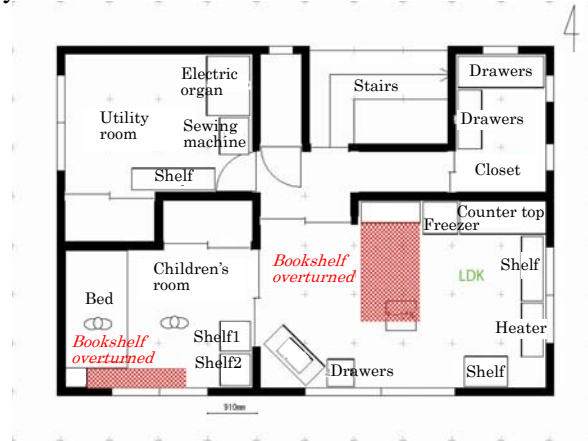 Electric
organ
Drawers
Stairs
Utility
room
Sewing
machine
Drawers
Shelf
Closet
Freezer
Counter top
Bookshelf
overturned
Children's
room
LDK
Shelf
Bed
Bookshelf
overturned
Shelf1
Heater
Shelf2
Drawers
Shelf
910mm